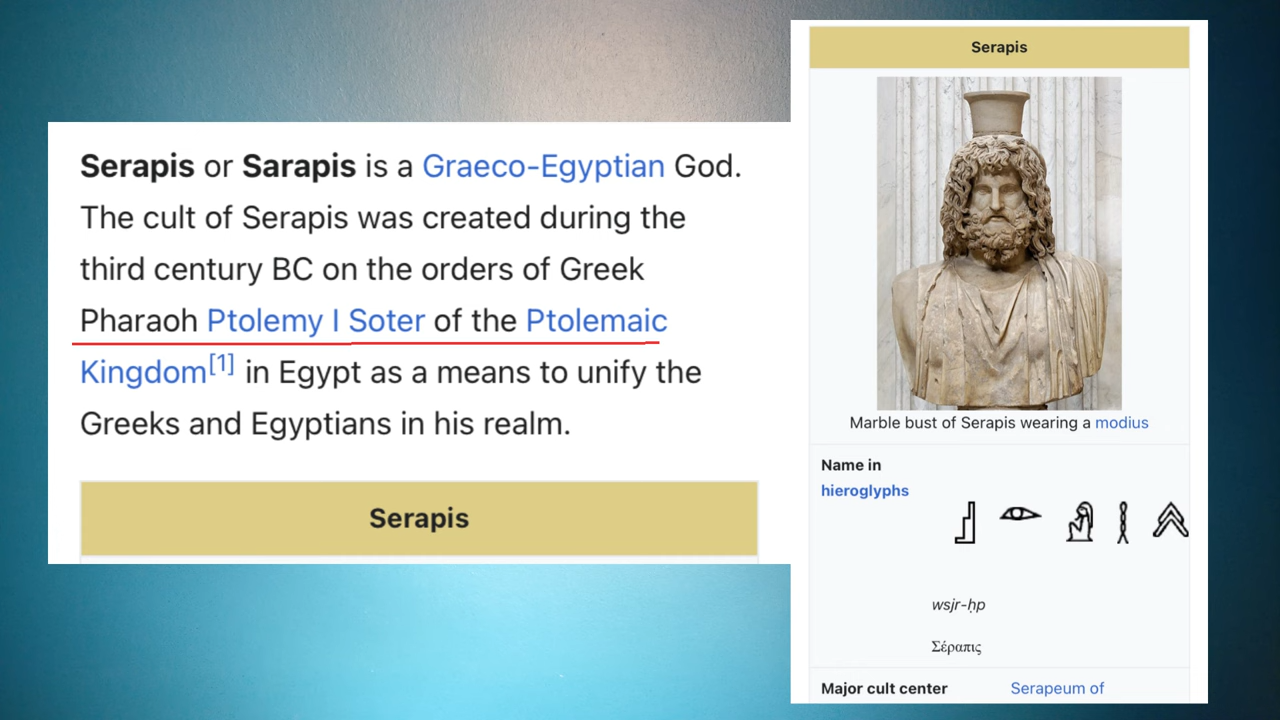 Serapis or Sarapis is a Graeco-Egyptian God.
The cult of Serapis was created during the
third century BC on the orders of Greek
Pharaoh Ptolemy I Soter of the Ptolemaic
Kingdom[1] in Egypt as a means to unify the
Greeks and Egyptians in his realm.
Serapis
Serapis
Marble bust of Serapis wearing a modius
Name in
hieroglyphs
wsjr-ḥp
Σέραπις
Major cult center Serapeum of